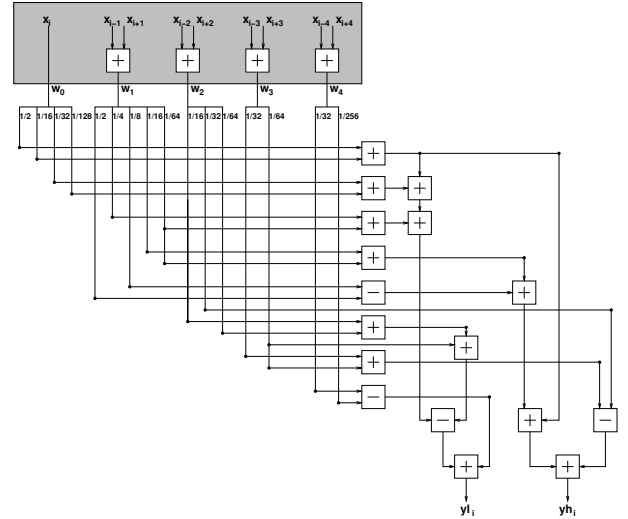 x_i x_{i-1} x_{i+1} x_{i-2} x_{i+2} x_{i-3} x_{i+3} x_{i-4} x_{i+4}
+ + + +
w_0 w_1 w_2 w_3 w_4
1/2 1/16 1/32 1/128 1/2 1/4 1/8 1/16 1/64 1/16 1/32 1/64 1/32 1/64 1/32 1/256
+
+ +
+ +
+
− +
+
+
+
−
− + −
+ +
yl_i yh_i